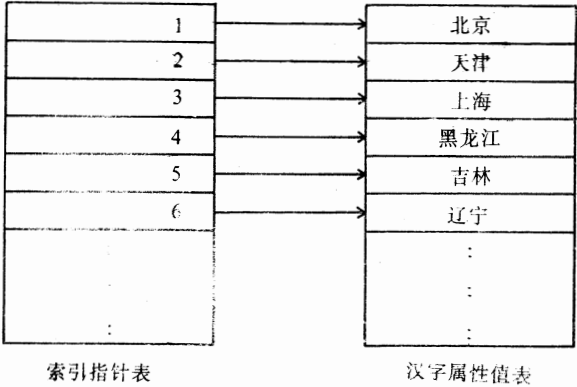 1 北京
2 天津
3 上海
4 黑龙江
5 吉林
6 辽宁
索引指针表 汉字属性值表